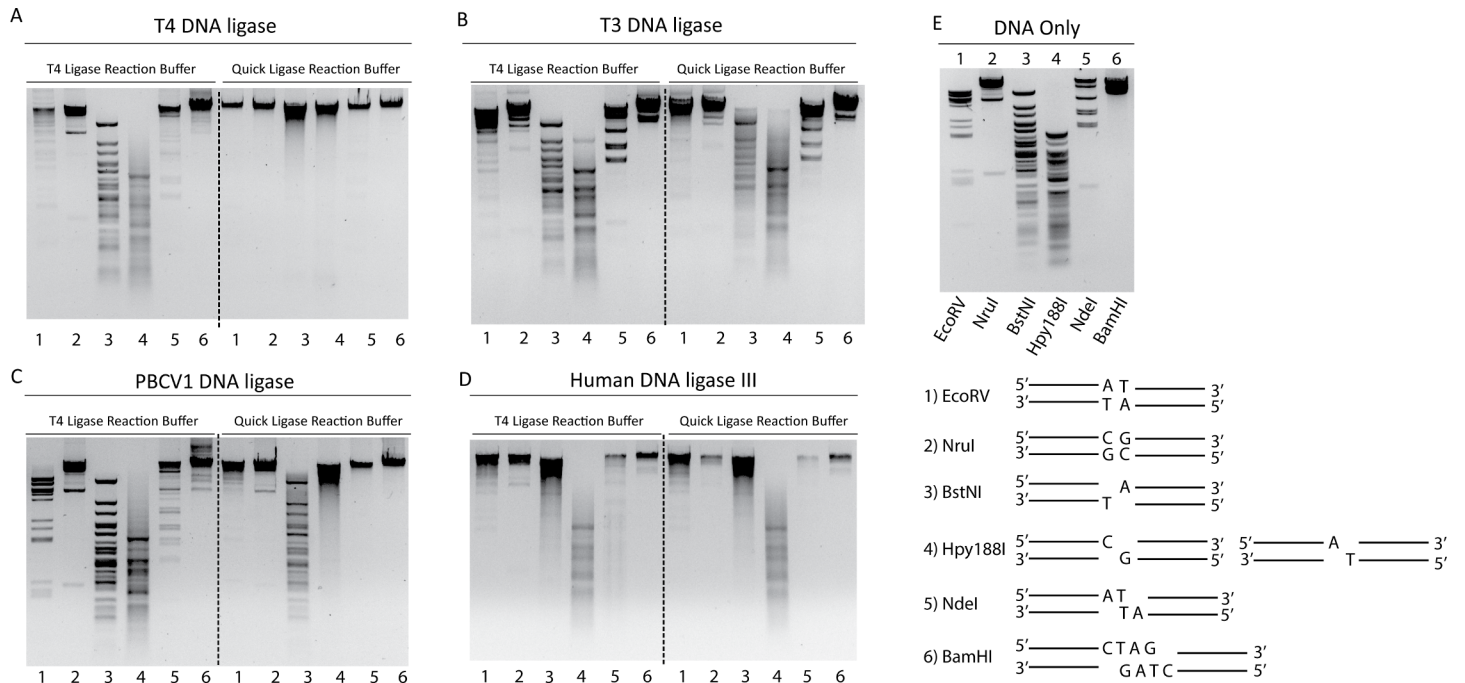 A
T4 DNA ligase
T4 Ligase Reaction Buffer
Quick Ligase Reaction Buffer
1 2 3 4 5 6 1 2 3 4 5 6
B
T3 DNA ligase
T4 Ligase Reaction Buffer
Quick Ligase Reaction Buffer
1 2 3 4 5 6 1 2 3 4 5 6
E
DNA Only
1 2 3 4 5 6
EcoRV
NruI
BstNI
Hpy188I
NdeI
BamHI
C
PBCV1 DNA ligase
T4 Ligase Reaction Buffer
Quick Ligase Reaction Buffer
1 2 3 4 5 6 1 2 3 4 5 6
D
Human DNA ligase III
T4 Ligase Reaction Buffer
Quick Ligase Reaction Buffer
1 2 3 4 5 6 1 2 3 4 5 6
1) EcoRV
5′ A T 3′
3′ T A 5′
2) NruI
5′ C G 3′
3′ G C 5′
3) BstNI
5′ A 3′
3′ T 5′
4) Hpy188I
5′ C 3′ 5′ A 3′
3′ G 5′ 3′ T 5′
5) NdeI
5′ A T 3′
3′ T A 5′
6) BamHI
5′ C T A G 3′
3′ G A T C 5′